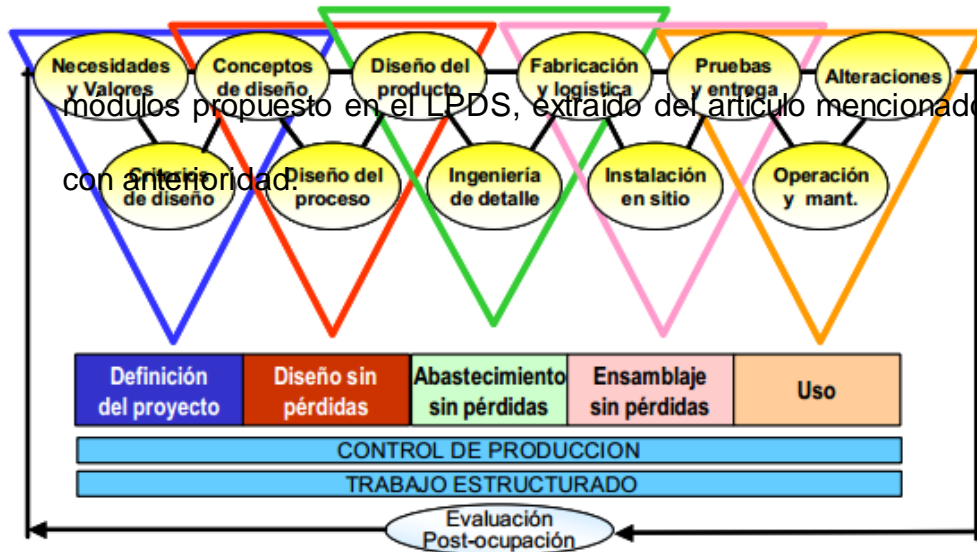 Necesidades
y Valores
Conceptos
de diseño
Diseño del
producto
Fabricación
y logística
Pruebas
y entrega
Alteraciones
módulos propuesto en el LPDS, extraído del artículo mencionado
con anterioridad.
Criterios
de diseño
Diseño del
proceso
Ingeniería
de detalle
Instalación
en sitio
Operación
y mant.
Definición
del proyecto
Diseño sin
pérdidas
Abastecimiento
sin pérdidas
Ensamblaje
sin pérdidas
Uso
CONTROL DE PRODUCCION
TRABAJO ESTRUCTURADO
Evaluación
Post-ocupación